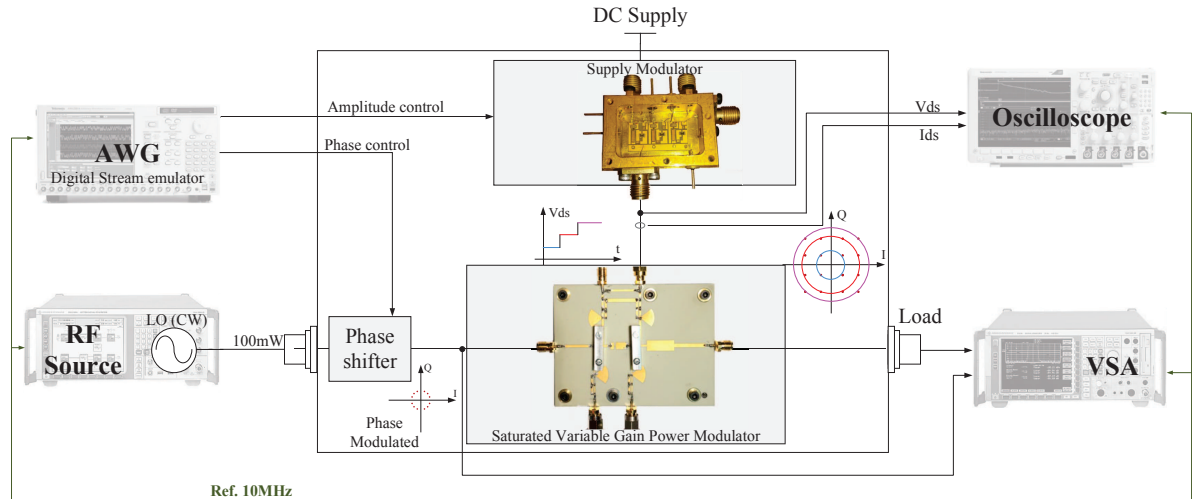 DC Supply
Supply Modulator
Amplitude control
Vds
AWG
Oscilloscope
Ids
Phase control
Digital Stream emulator
Vds
Q
t
I
LO (CW)
Load
RF
Source
100mW
Phase
shifter
VSA
Q
I
Phase
Modulated
Saturated Variable Gain Power Modulator
Ref. 10MHz